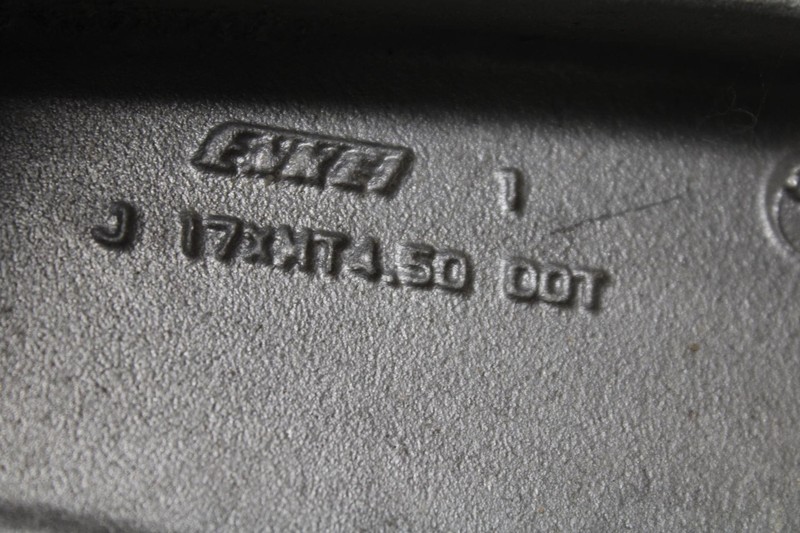 ENKEI 1
J 17XMT4.50 DOT